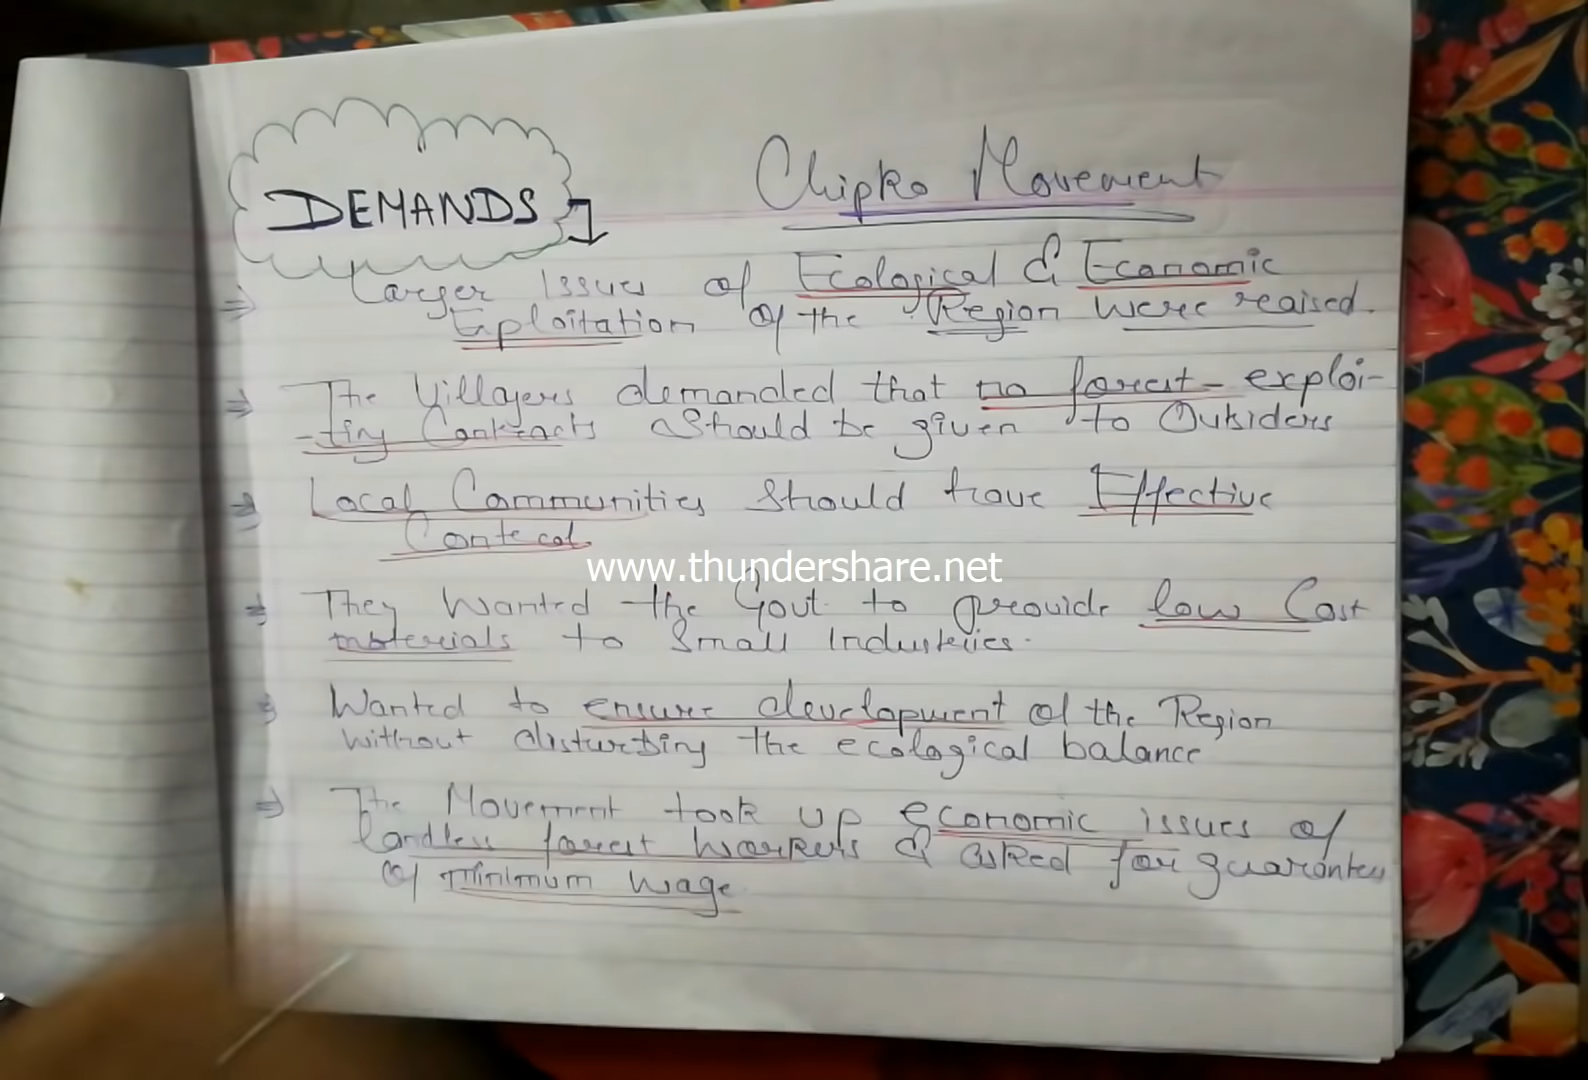 DEMANDS
Chipko Movement
⇒ Larger Issues of Ecological & Economic
Exploitation of the Region were reaised.
⇒ The Villagers demanded that no forest-exploi-
-ting Contracts Should be given to Outsiders
⇒ Local Communities Should have Effective
Control.
www.thundershare.net
⇒ They Wanted the Govt. to provide low Cost
materials to Small Industries.
⇒ Wanted to ensure development of the Region
without disturbing the ecological balance
⇒ The Movement took up economic issues of
landless forest workers & asked for guarantee
of minimum wage